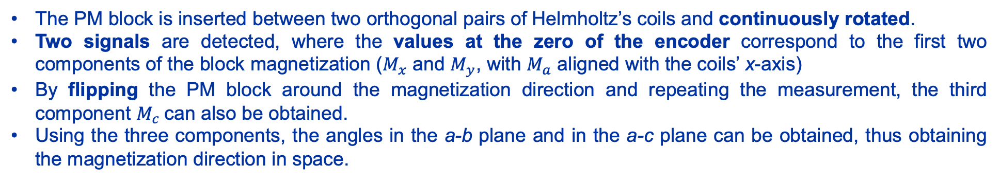 • The PM block is inserted between two orthogonal pairs of Helmholtz’s coils and continuously rotated.
• Two signals are detected, where the values at the zero of the encoder correspond to the first two
components of the block magnetization (𝑀ₓ and 𝑀_y, with 𝑀ₐ aligned with the coils’ x-axis)
• By flipping the PM block around the magnetization direction and repeating the measurement, the third
component 𝑀_c can also be obtained.
• Using the three components, the angles in the a-b plane and in the a-c plane can be obtained, thus obtaining
the magnetization direction in space.